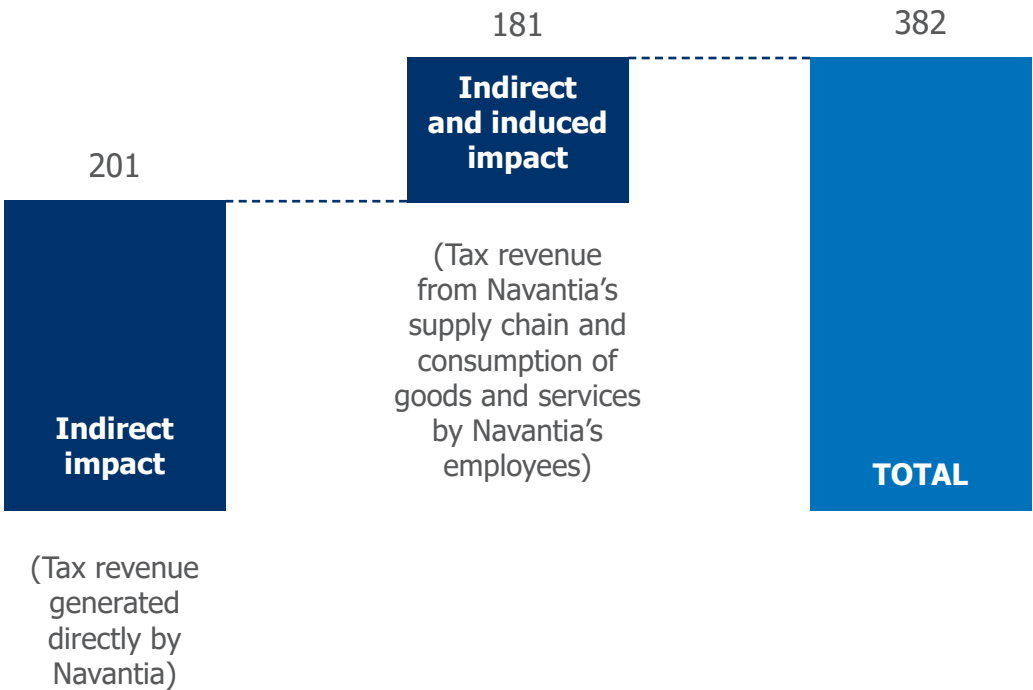 201
Indirect
impact
(Tax revenue
generated
directly by
Navantia)
181
Indirect
and induced
impact
(Tax revenue
from Navantia’s
supply chain and
consumption of
goods and services
by Navantia’s
employees)
382
TOTAL